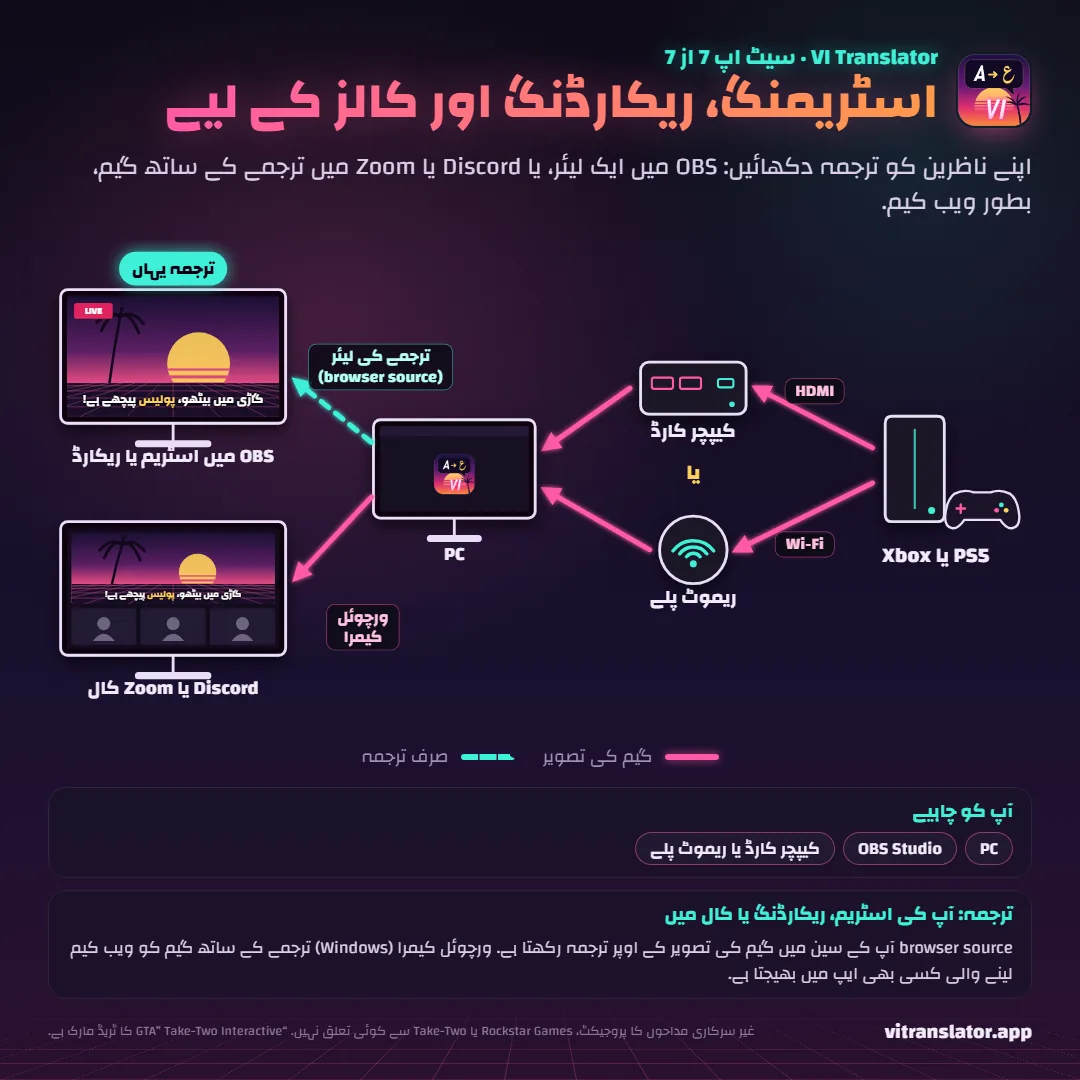 VI Translator · سیٹ اپ 7 از 7
اسٹریمنگ، ریکارڈنگ اور کالز کے لیے
A→ع
VI
اپنے ناظرین کو ترجمہ دکھائیں: OBS میں ایک لیئر، یا Discord یا Zoom میں ترجمے کے ساتھ گیم،
بطور ویب کیم.
ترجمہ یہاں
LIVE
گاڑی میں بیٹھو، پولیس پیچھے ہے!
OBS میں اسٹریم یا ریکارڈ
ترجمے کی لیئر
(browser source)
HDMI
کیپچر کارڈ
یا
A→ع
VI
PC
Wi-Fi
ریموٹ پلے
PS5 یا Xbox
گاڑی میں بیٹھو، پولیس پیچھے ہے!
ورچوئل
کیمرا
Discord یا Zoom کال
گیم کی تصویر
صرف ترجمہ
آپ کو چاہیے
PC
OBS Studio
کیپچر کارڈ یا ریموٹ پلے
ترجمہ: آپ کی اسٹریم، ریکارڈنگ یا کال میں
browser source آپ کے سین میں گیم کی تصویر کے اوپر ترجمہ رکھتا ہے. ورچوئل کیمرا (Windows) ترجمے کے ساتھ گیم کو ویب کیم
لینے والی کسی بھی ایپ میں بھیجتا ہے.
vitranslator.app
غیر سرکاری مداحوں کا پروجیکٹ، Rockstar Games یا Take-Two سے کوئی تعلق نہیں. “GTA” Take-Two Interactive کا ٹریڈ مارک ہے.